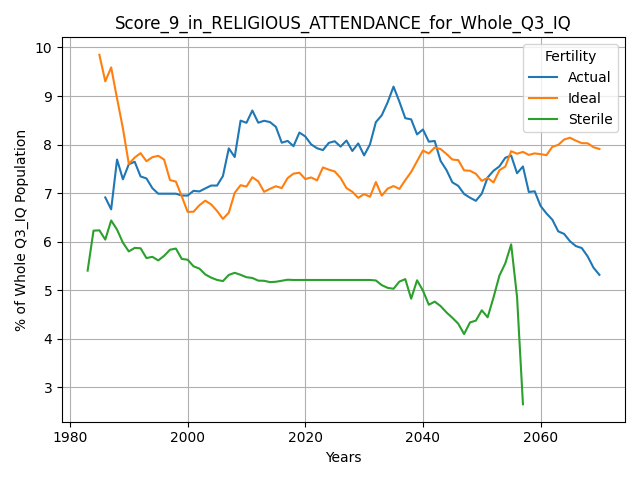 Score_9_in_RELIGIOUS_ATTENDANCE_for_Whole_Q3_IQ
Fertility
Actual
Ideal
Sterile
% of Whole Q3_IQ Population
10
9
8
7
6
5
4
3
1980
2000
2020
2040
2060
Years